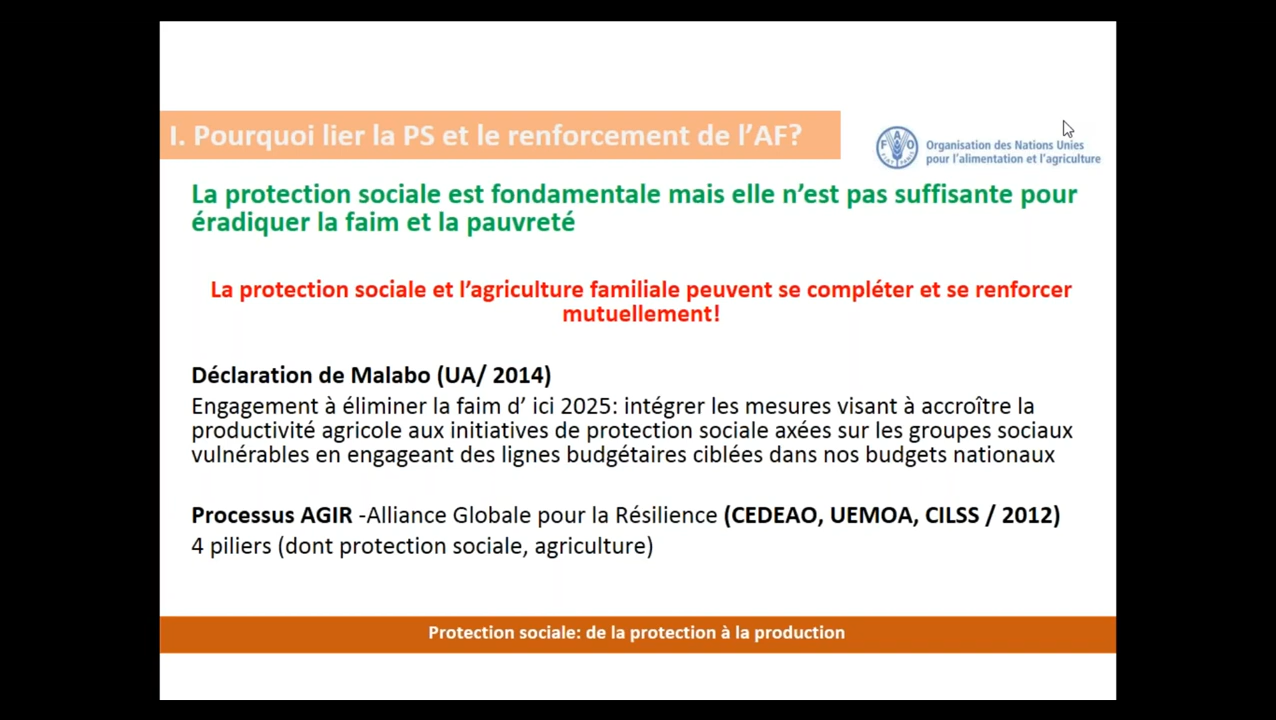 I. Pourquoi lier la PS et le renforcement de l’AF?
F A O
FIAT PANIS
Organisation des Nations Unies
pour l’alimentation et l’agriculture
La protection sociale est fondamentale mais elle n’est pas suffisante pour
éradiquer la faim et la pauvreté
La protection sociale et l’agriculture familiale peuvent se compléter et se renforcer
mutuellement!
Déclaration de Malabo (UA/ 2014)
Engagement à éliminer la faim d’ ici 2025: intégrer les mesures visant à accroître la
productivité agricole aux initiatives de protection sociale axées sur les groupes sociaux
vulnérables en engageant des lignes budgétaires ciblées dans nos budgets nationaux
Processus AGIR -Alliance Globale pour la Résilience (CEDEAO, UEMOA, CILSS / 2012)
4 piliers (dont protection sociale, agriculture)
Protection sociale: de la protection à la production